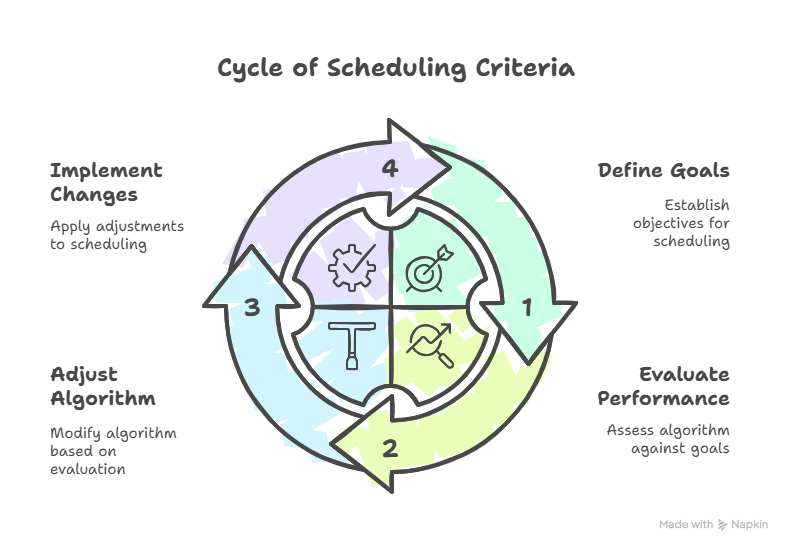 Cycle of Scheduling Criteria
Implement
Changes
Apply adjustments
to scheduling
4
Define Goals
Establish
objectives for
scheduling
3
1
Adjust
Algorithm
Modify algorithm
based on
evaluation
2
Evaluate
Performance
Assess algorithm
against goals
Made with Napkin